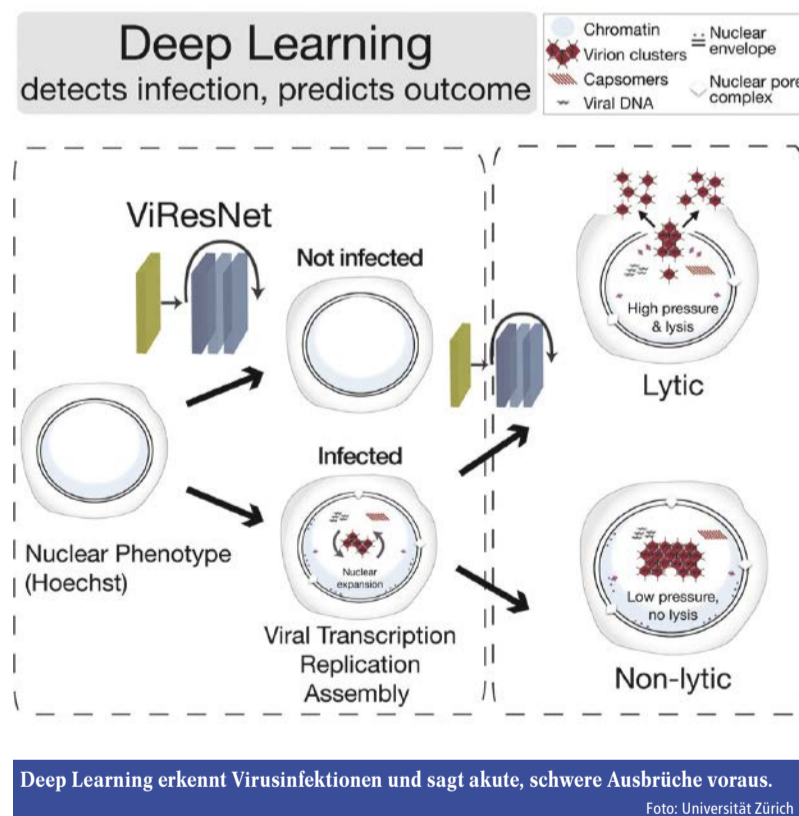 Deep Learning
detects infection, predicts outcome
Chromatin
Virion clusters
Capsomers
Viral DNA
Nuclear
envelope
Nuclear pore
complex
ViResNet
Not infected
Infected
Nuclear
expansion
Nuclear Phenotype
(Hoechst)
Viral Transcription
Replication
Assembly
High pressure
& lysis
Lytic
Low pressure,
no lysis
Non-lytic
Deep Learning erkennt Virusinfektionen und sagt akute, schwere Ausbrüche voraus.
Foto: Universität Zürich